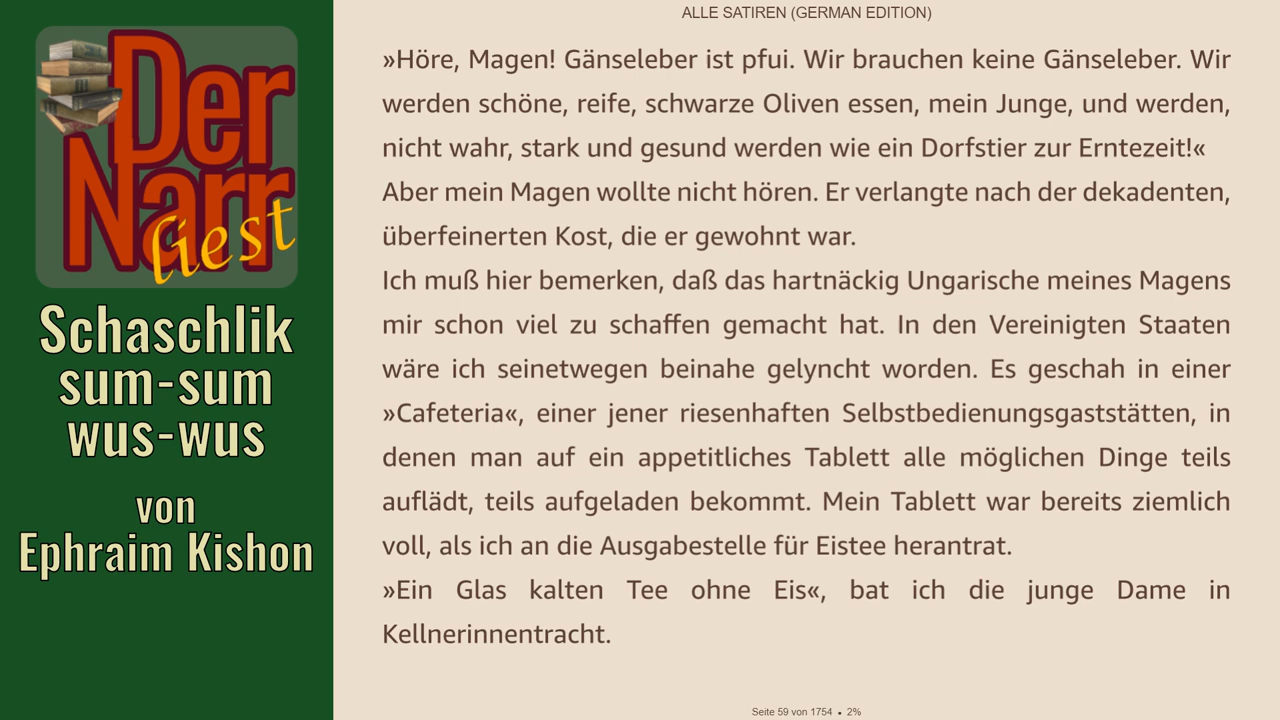 Der
Narr
liest
Schaschlik
sum-sum
wus-wus
von
Ephraim Kishon
ALLE SATIREN (GERMAN EDITION)
»Höre, Magen! Gänseleber ist pfui. Wir brauchen keine Gänseleber. Wir
werden schöne, reife, schwarze Oliven essen, mein Junge, und werden,
nicht wahr, stark und gesund werden wie ein Dorfstier zur Erntezeit!«
Aber mein Magen wollte nicht hören. Er verlangte nach der dekadenten,
überfeinerten Kost, die er gewohnt war.
Ich muß hier bemerken, daß das hartnäckig Ungarische meines Magens
mir schon viel zu schaffen gemacht hat. In den Vereinigten Staaten
wäre ich seinetwegen beinahe gelyncht worden. Es geschah in einer
»Cafeteria«, einer jener riesenhaften Selbstbedienungsgaststätten, in
denen man auf ein appetitliches Tablett alle möglichen Dinge teils
auflädt, teils aufgeladen bekommt. Mein Tablett war bereits ziemlich
voll, als ich an die Ausgabestelle für Eistee herantrat.
»Ein Glas kalten Tee ohne Eis«, bat ich die junge Dame in
Kellnerinnentracht.
Seite 59 von 1754 • 2%